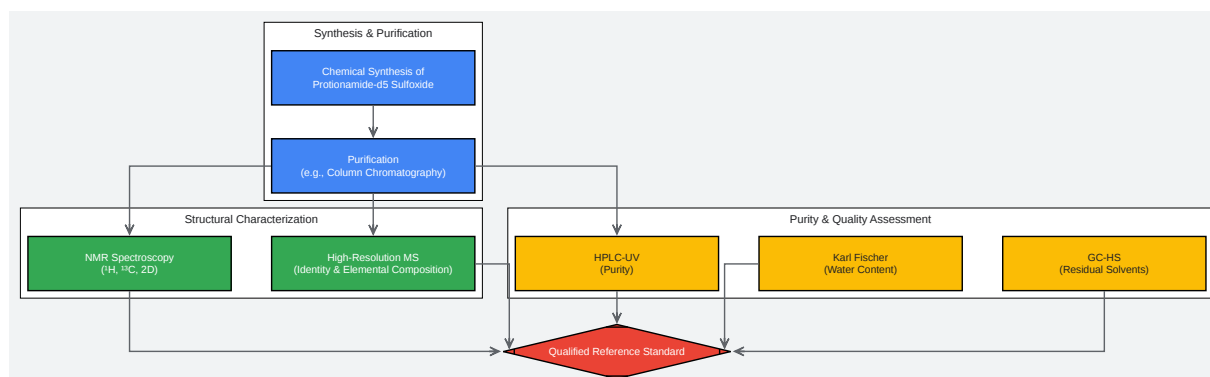 Synthesis & Purification
Chemical Synthesis of
Protionamide-d5 Sulfoxide
Purification
(e.g., Column Chromatography)
Structural Characterization
NMR Spectroscopy
(¹H, ¹³C, 2D)
High-Resolution MS
(Identity & Elemental Composition)
Purity & Quality Assessment
HPLC-UV
(Purity)
Karl Fischer
(Water Content)
GC-HS
(Residual Solvents)
Qualified Reference Standard